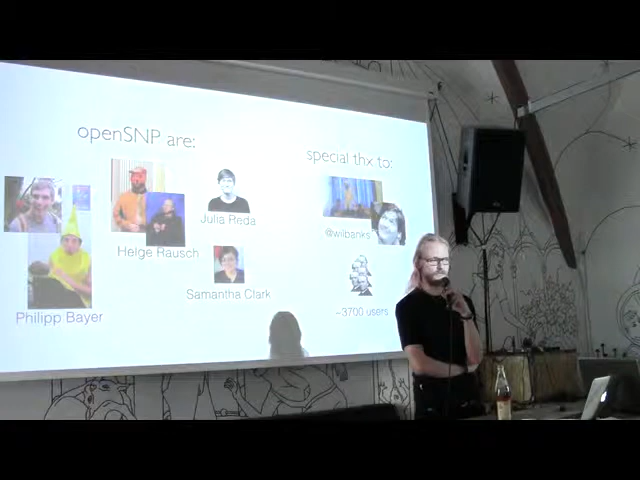 openSNP are:
special thx to:
Julia Reda
@wilbanks
Helge Rausch
Samantha Clark
Philipp Bayer
~3700 users